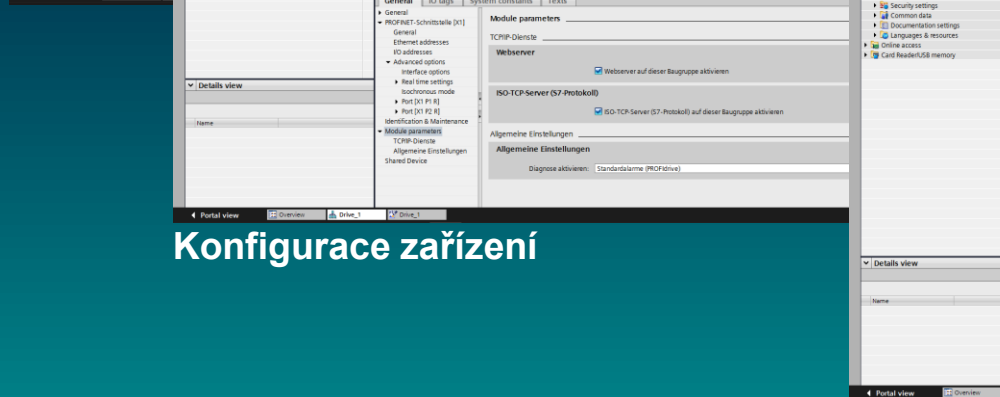 General IO tags System constants Texts
General
PROFINET-Schnittstelle [X1]
General
Ethernet addresses
I/O addresses
Advanced options
Interface options
Real time settings
Isochronous mode
Port [X1 P1 R]
Port [X1 P2 R]
Identification & Maintenance
Module parameters
TCP/IP-Dienste
Allgemeine Einstellungen
Shared Device
Module parameters
TCP/IP-Dienste
Webserver
Webserver auf dieser Baugruppe aktivieren
ISO-TCP-Server (S7-Protokoll)
ISO-TCP-Server (S7-Protokoll) auf dieser Baugruppe aktivieren
Allgemeine Einstellungen
Allgemeine Einstellungen
Diagnose aktivieren: Standardalarme (PROFIdrive)
Details view
Name
Portal view Overview Drive_1 Drive_1
Konfigurace zařízení
Security settings
Common data
Documentation settings
Languages & resources
Online access
Card Reader/USB memory
Details view
Name
Portal view Overview